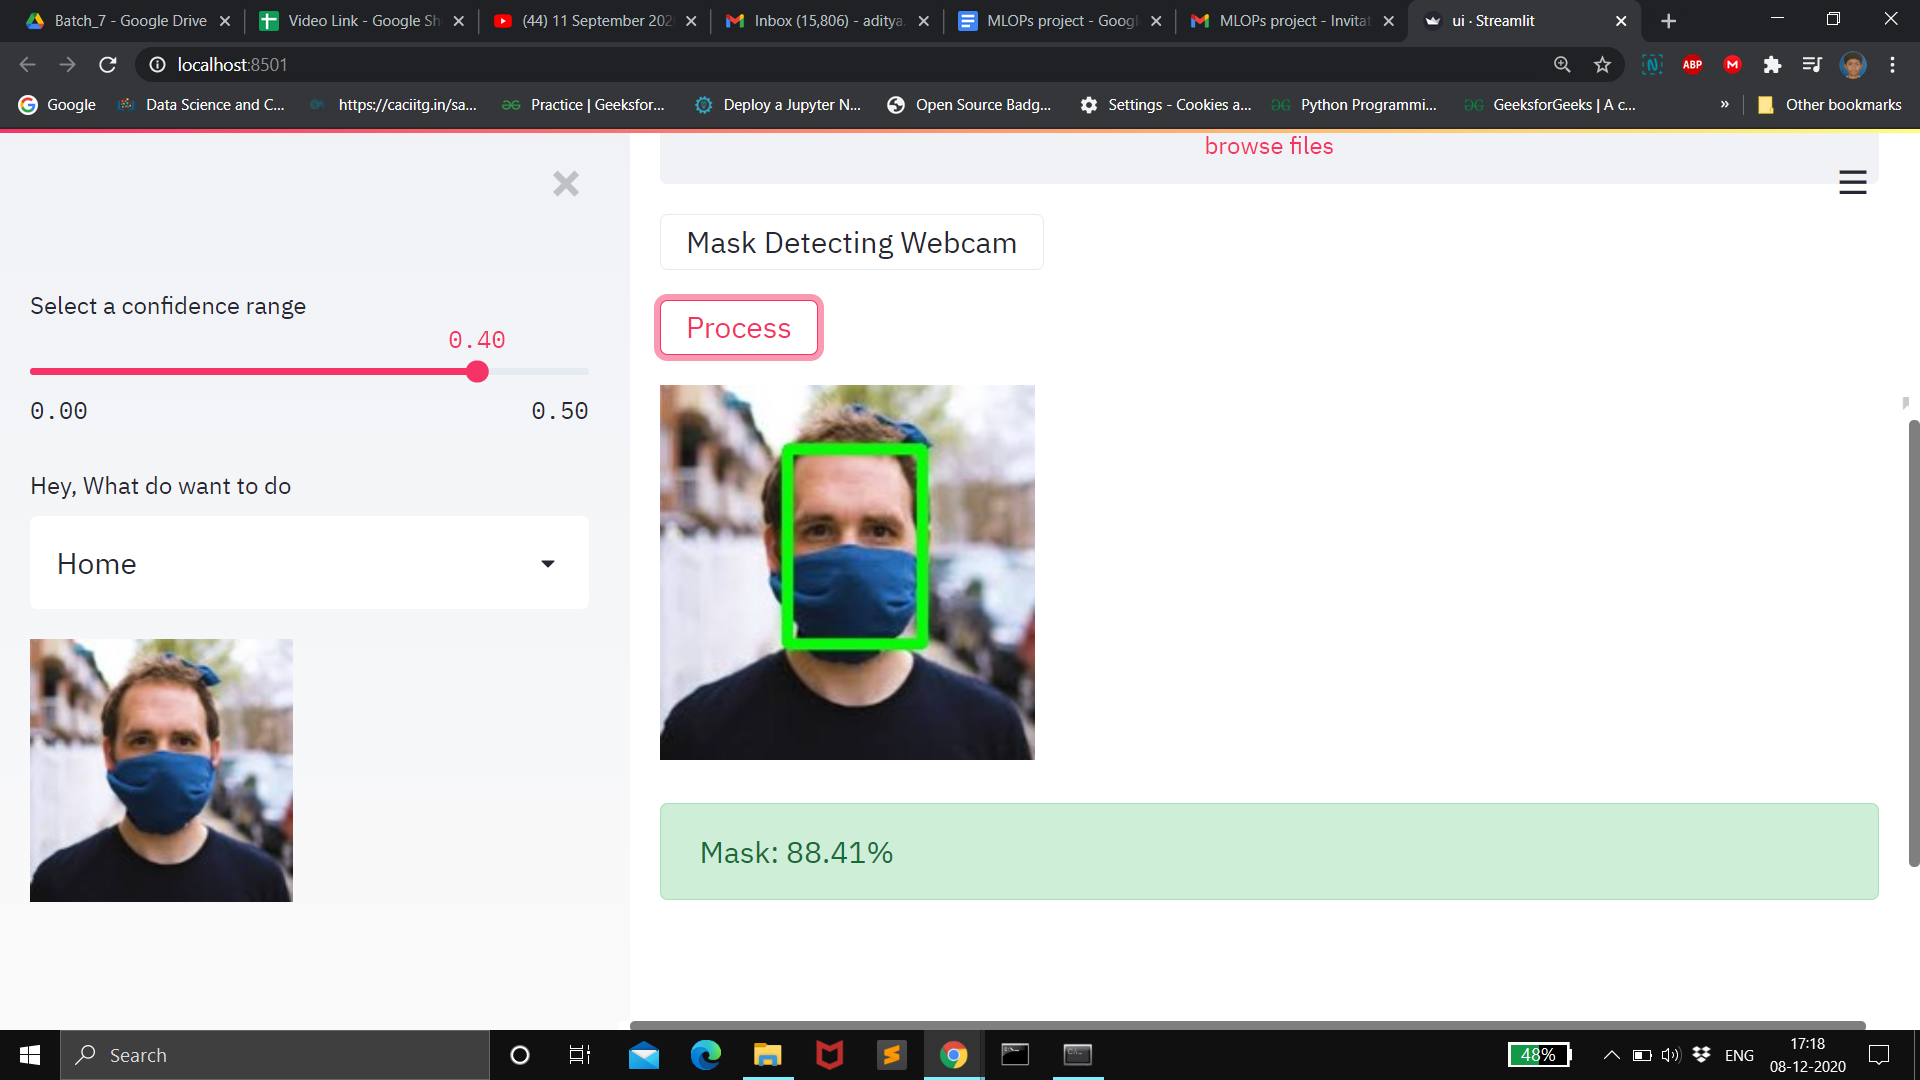 Batch_7 - Google Drive
Video Link - Google Sh
(44) 11 September 202
Inbox (15,806) - aditya.
MLOPs project - Googl
MLOPs project - Invitat
ui · Streamlit
localhost:8501
ABP
M
Google
Data Science and C...
https://caciitg.in/sa...
Practice | Geeksfor...
Deploy a Jupyter N...
Open Source Badg...
Settings - Cookies a...
Python Programmi...
GeeksforGeeks | A c...
»
Other bookmarks
browse files
Mask Detecting Webcam
Process
Select a confidence range
0.40
0.00
0.50
Hey, What do want to do
Home
Mask: 88.41%
Search
48%
ENG
17:18
08-12-2020